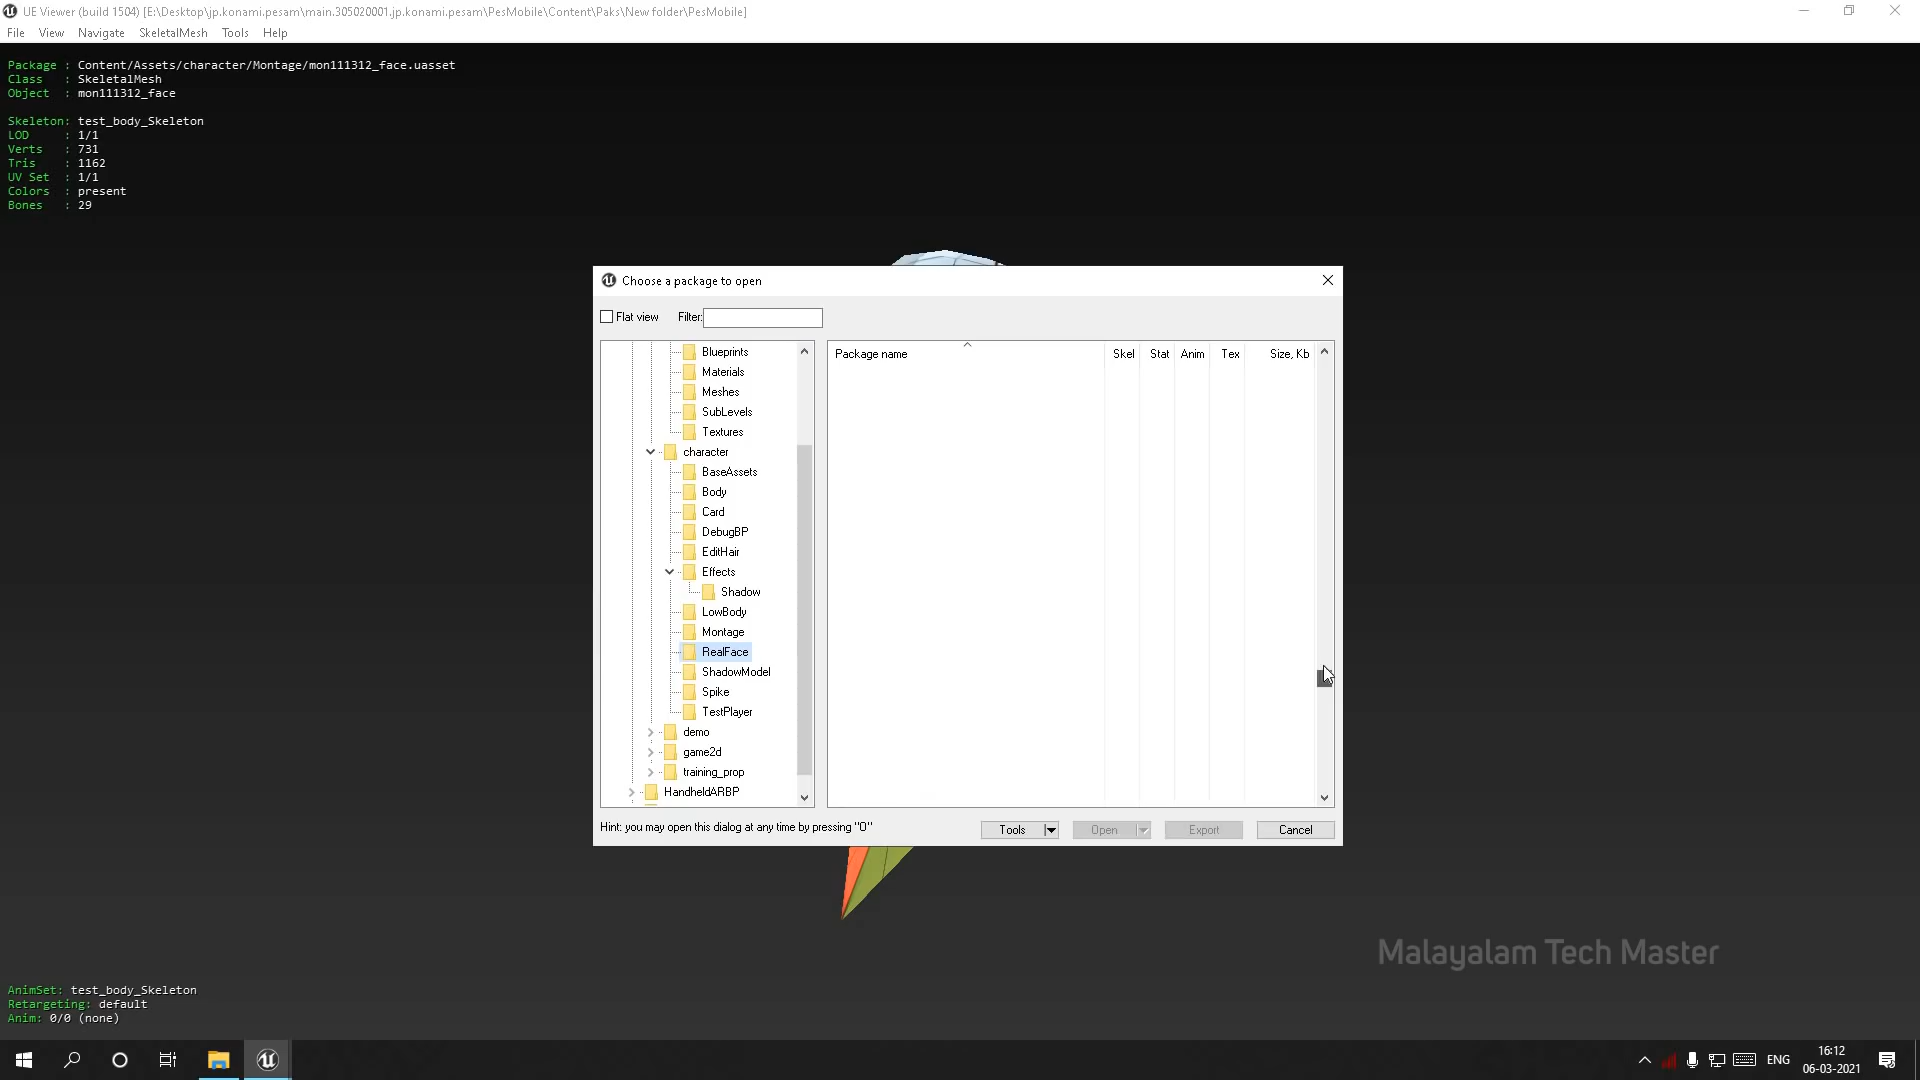 UE Viewer (build 1504) [E:\Desktop\jp.konami.pesam\main.305020001.jp.konami.pesam\PesMobile\Content\Paks\New folder\PesMobile]
File View Navigate SkeletalMesh Tools Help
Package : Content/Assets/character/Montage/mon111312_face.uasset
Class : SkeletalMesh
Object : mon111312_face
Skeleton: test_body_Skeleton
LOD : 1/1
Verts : 731
Tris : 1162
UV Set : 1/1
Colors : present
Bones : 29
Choose a package to open
Flat view Filter:
Blueprints
Materials
Meshes
SubLevels
Textures
character
BaseAssets
Body
Card
DebugBP
EditHair
Effects
Shadow
LowBody
Montage
RealFace
ShadowModel
Spike
TestPlayer
demo
game2d
training_prop
HandheldARBP
Package name Skel Stat Anim Tex Size, Kb
Hint: you may open this dialog at any time by pressing "O"
Tools Open Export Cancel
Malayalam Tech Master
AnimSet: test_body_Skeleton
Retargeting: default
Anim: 0/0 (none)
ENG
16:12
06-03-2021